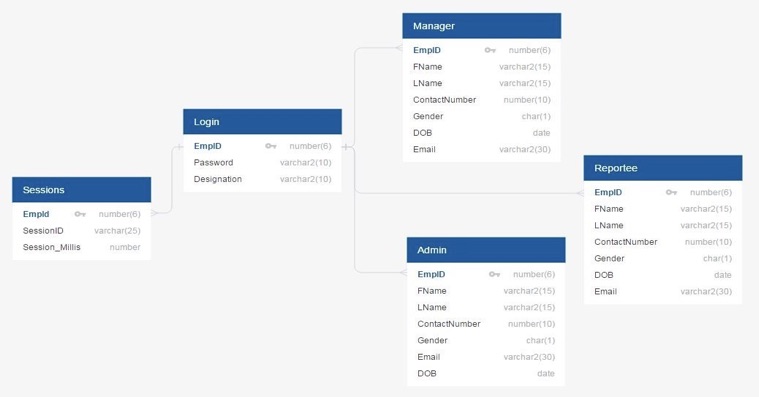 Manager
EmpID number(6)
FName varchar2(15)
LName varchar2(15)
ContactNumber number(10)
Gender char(1)
DOB date
Email varchar2(30)
Login
EmpID number(6)
Password varchar2(10)
Designation varchar2(10)
Sessions
EmpId number(6)
SessionID varchar(25)
Session_Millis number
Reportee
EmpID number(6)
FName varchar2(15)
LName varchar2(15)
ContactNumber number(10)
Gender char(1)
DOB date
Email varchar2(30)
Admin
EmpID number(6)
FName varchar2(15)
LName varchar2(15)
ContactNumber number(10)
Gender char(1)
Email varchar2(30)
DOB date